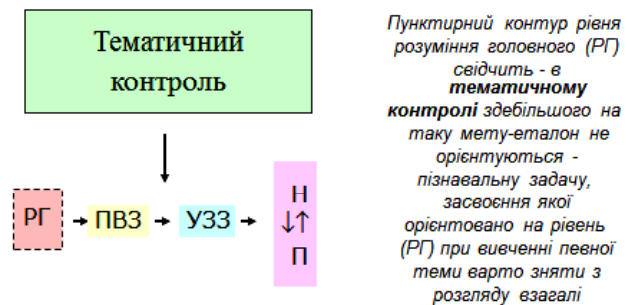 Тематичний
контроль
РГ
ПВЗ
УЗЗ
Н
↓↑
П
Пунктирний контур рівня
розуміння головного (РГ)
свідчить - в
тематичному
контролі здебільшого на
таку мету-еталон не
орієнтуються -
пізнавальну задачу,
засвоєння якої
орієнтовано на рівень
(РГ) при вивченні певної
теми варто зняти з
розгляду взагалі